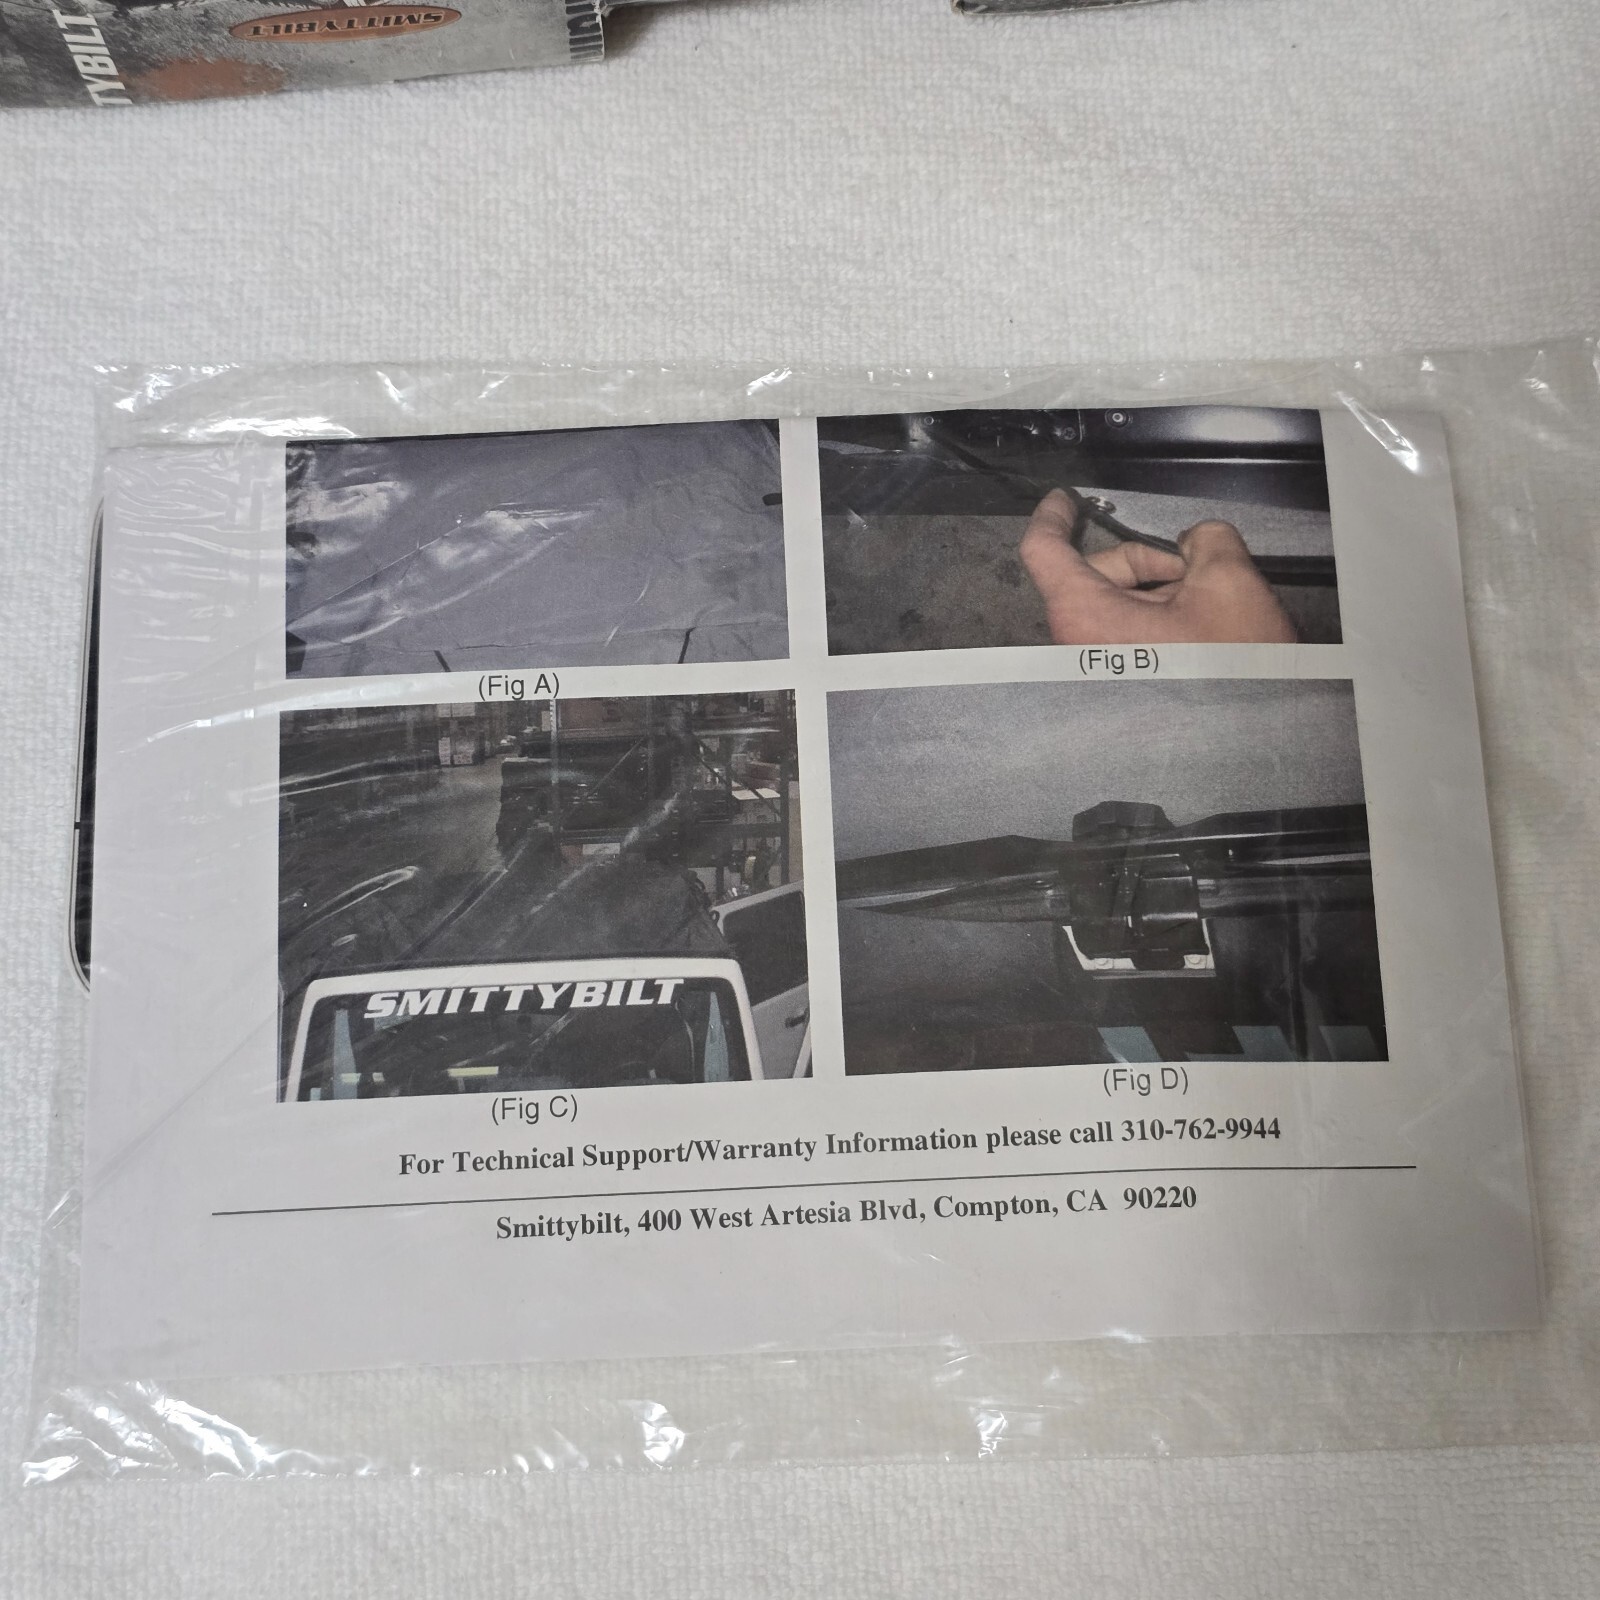 TYBILT
SMITTYBILT
(Fig A)
(Fig B)
SMITTYBILT
(Fig C)
(Fig D)
For Technical Support/Warranty Information please call 310-762-9944
Smittybilt, 400 West Artesia Blvd, Compton, CA 90220